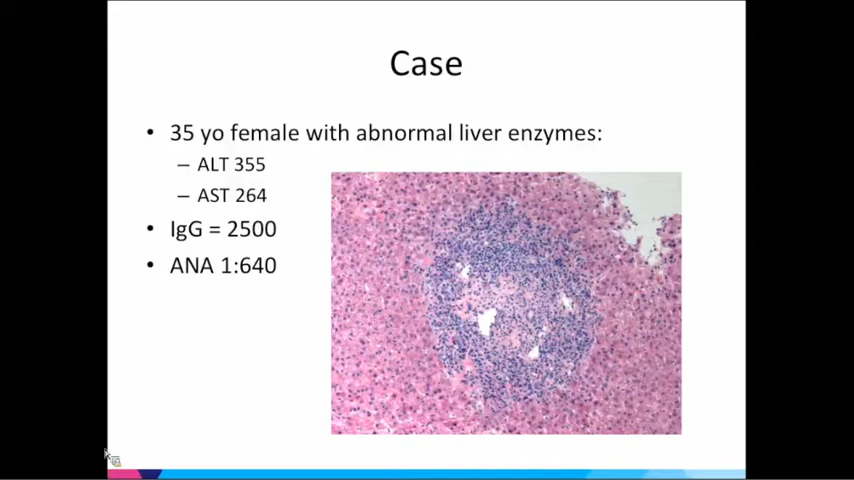 Case
• 35 yo female with abnormal liver enzymes:
– ALT 355
– AST 264
• IgG = 2500
• ANA 1:640